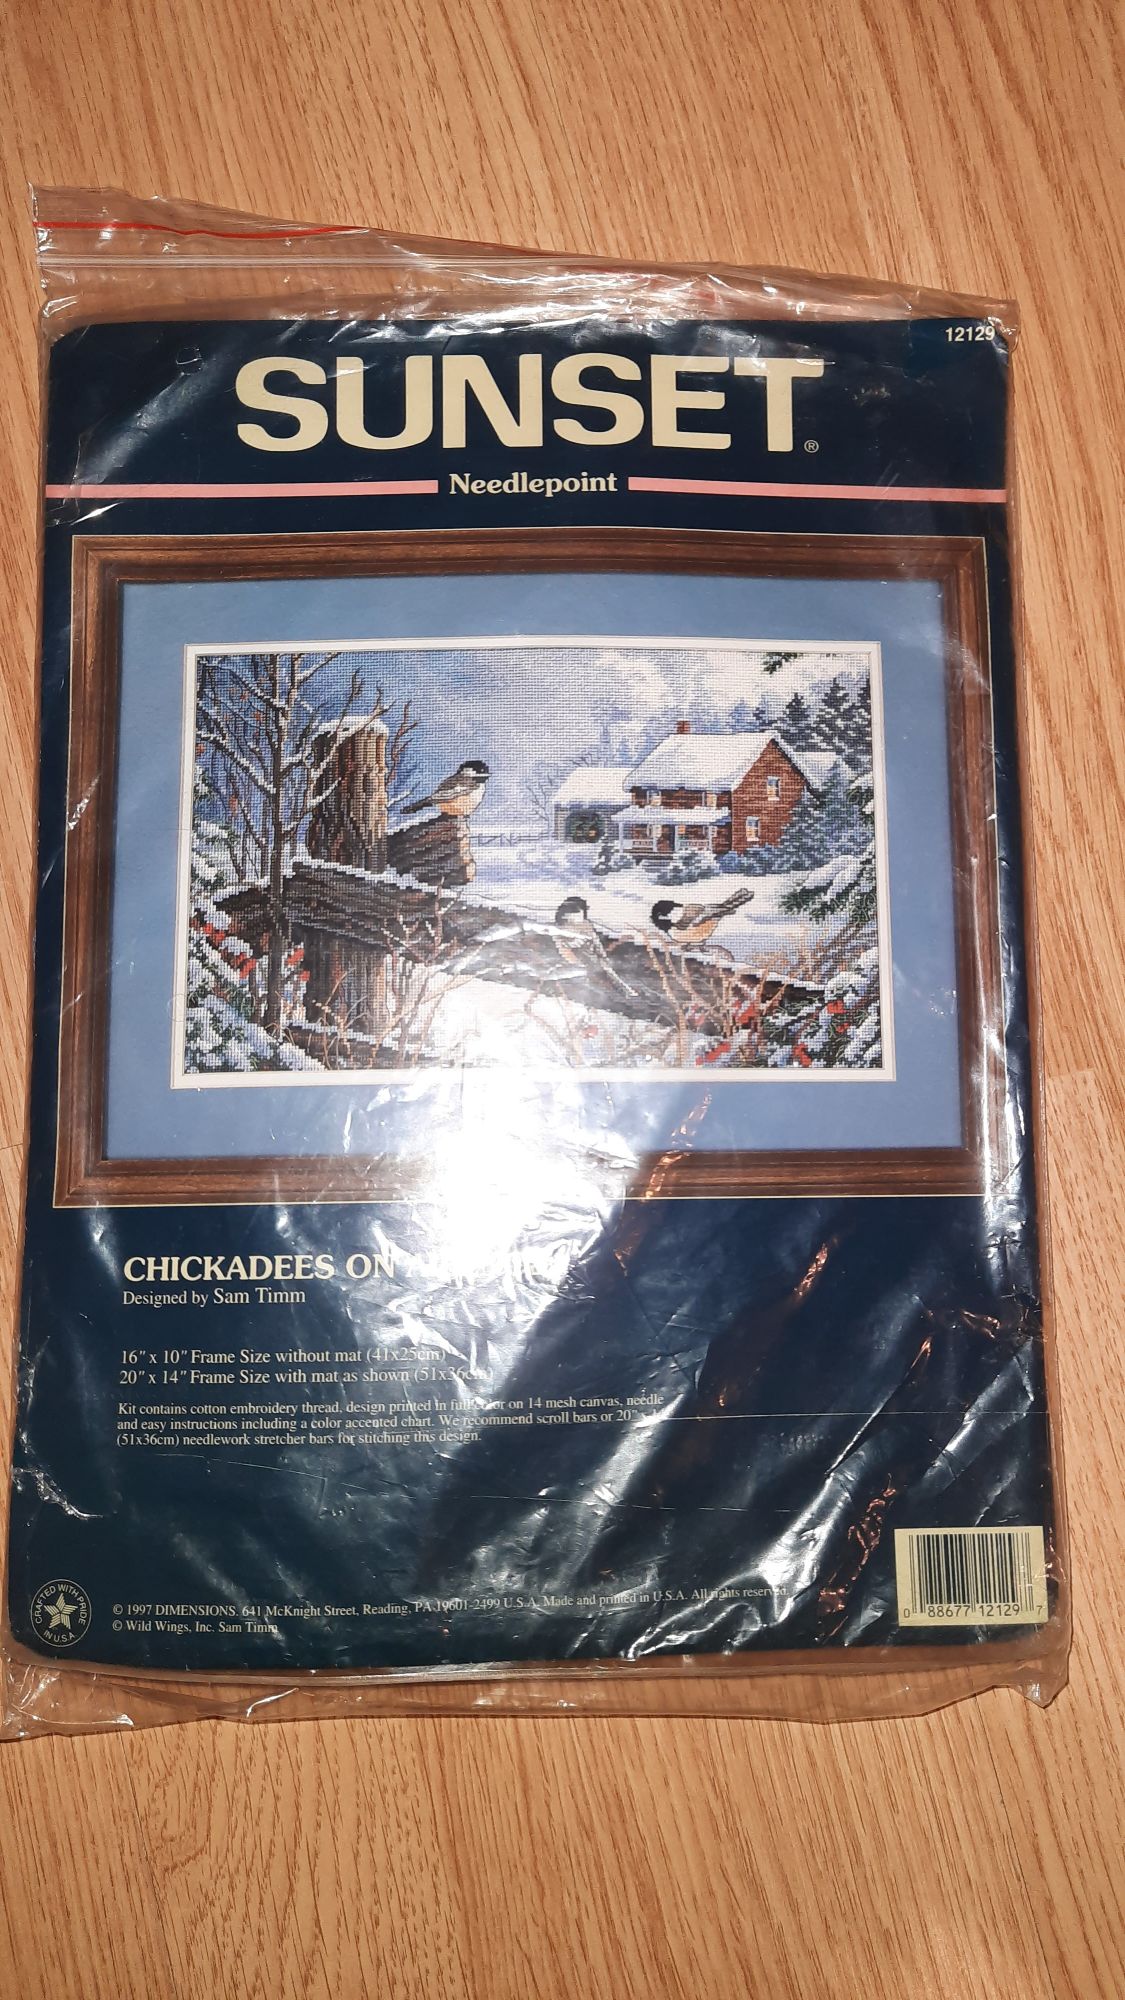 12129
SUNSET®
Needlepoint
CHICKADEES ON
Designed by Sam Timm
16" x 10" Frame Size without mat (41x25cm)
20" x 14" Frame Size with mat as shown (51x36cm)
Kit contains cotton embroidery thread, design printed in full color on 14 mesh canvas, needle
and easy instructions including a color accented chart. We recommend scroll bars or 20" x
(51x36cm) needlework stretcher bars for stitching this design.
CRAFTED WITH PRIDE
IN U.S.A.
© 1997 DIMENSIONS. 641 McKnight Street, Reading, PA 19601-2499 U.S.A. Made and printed in U.S.A. All rights reserved.
© Wild Wings, Inc. Sam Timm
0 88677 12129 7